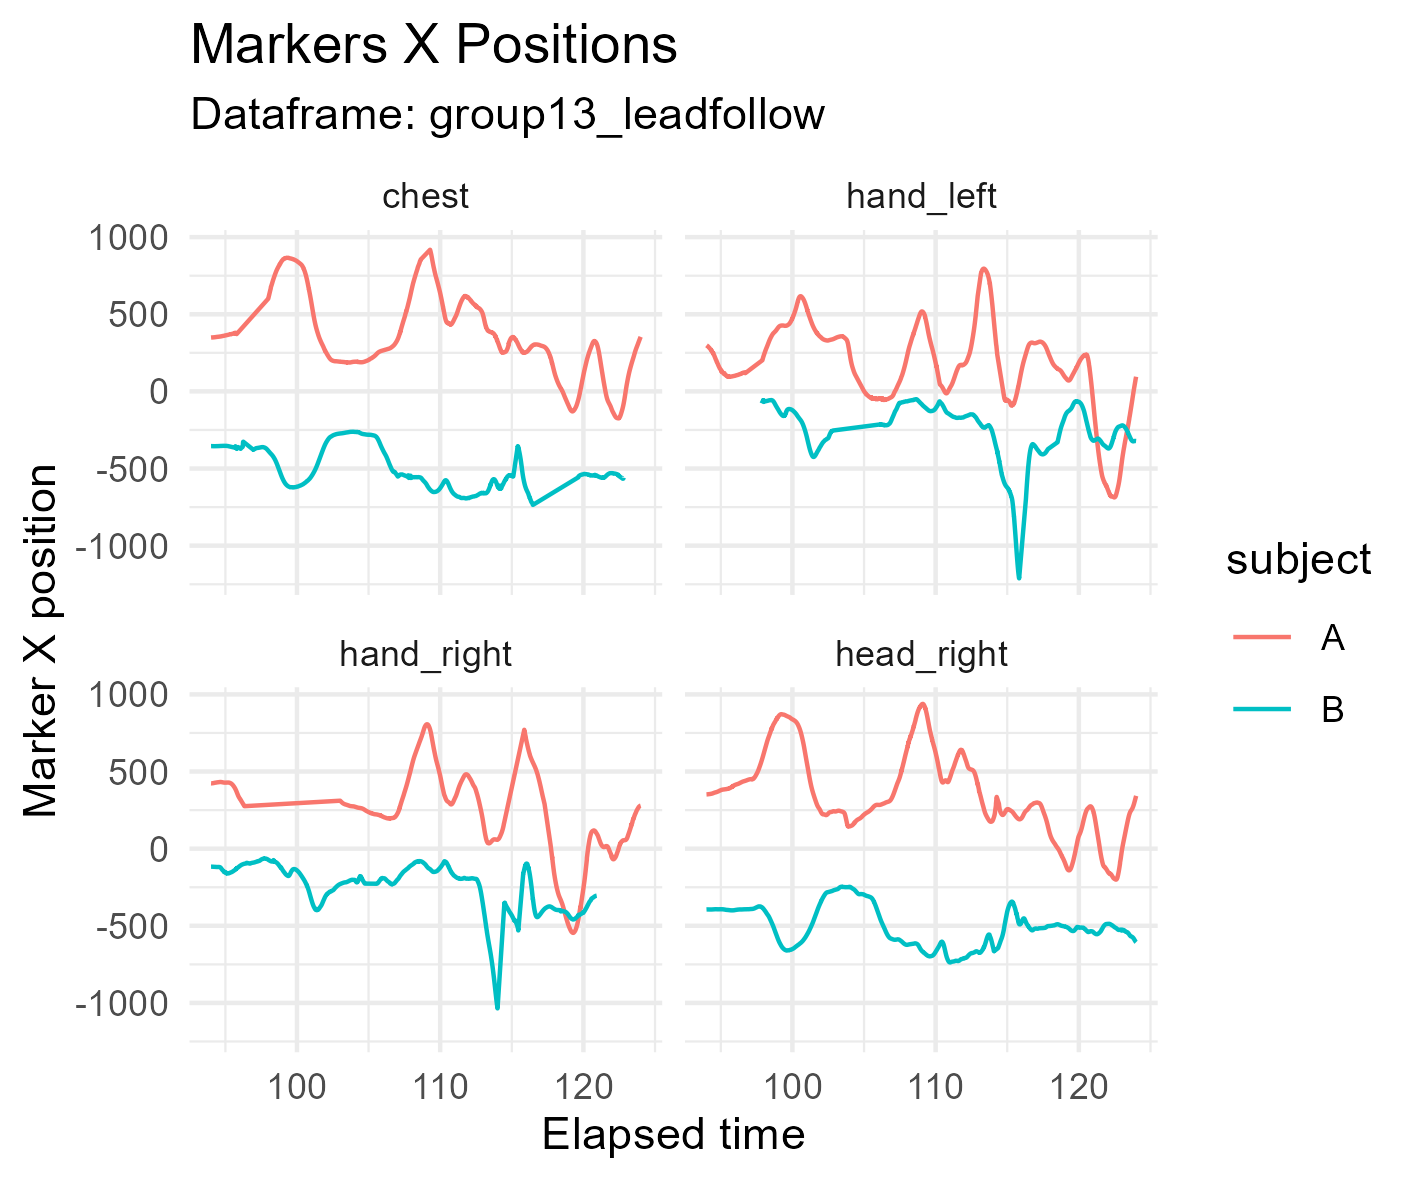 Markers X Positions
Dataframe: group13_leadfollow
chest
hand_left
1000
500
0
-500
-1000
hand_right
head_right
1000
500
0
-500
-1000
100
110
120
100
110
120
Elapsed time
Marker X position
subject
A
B